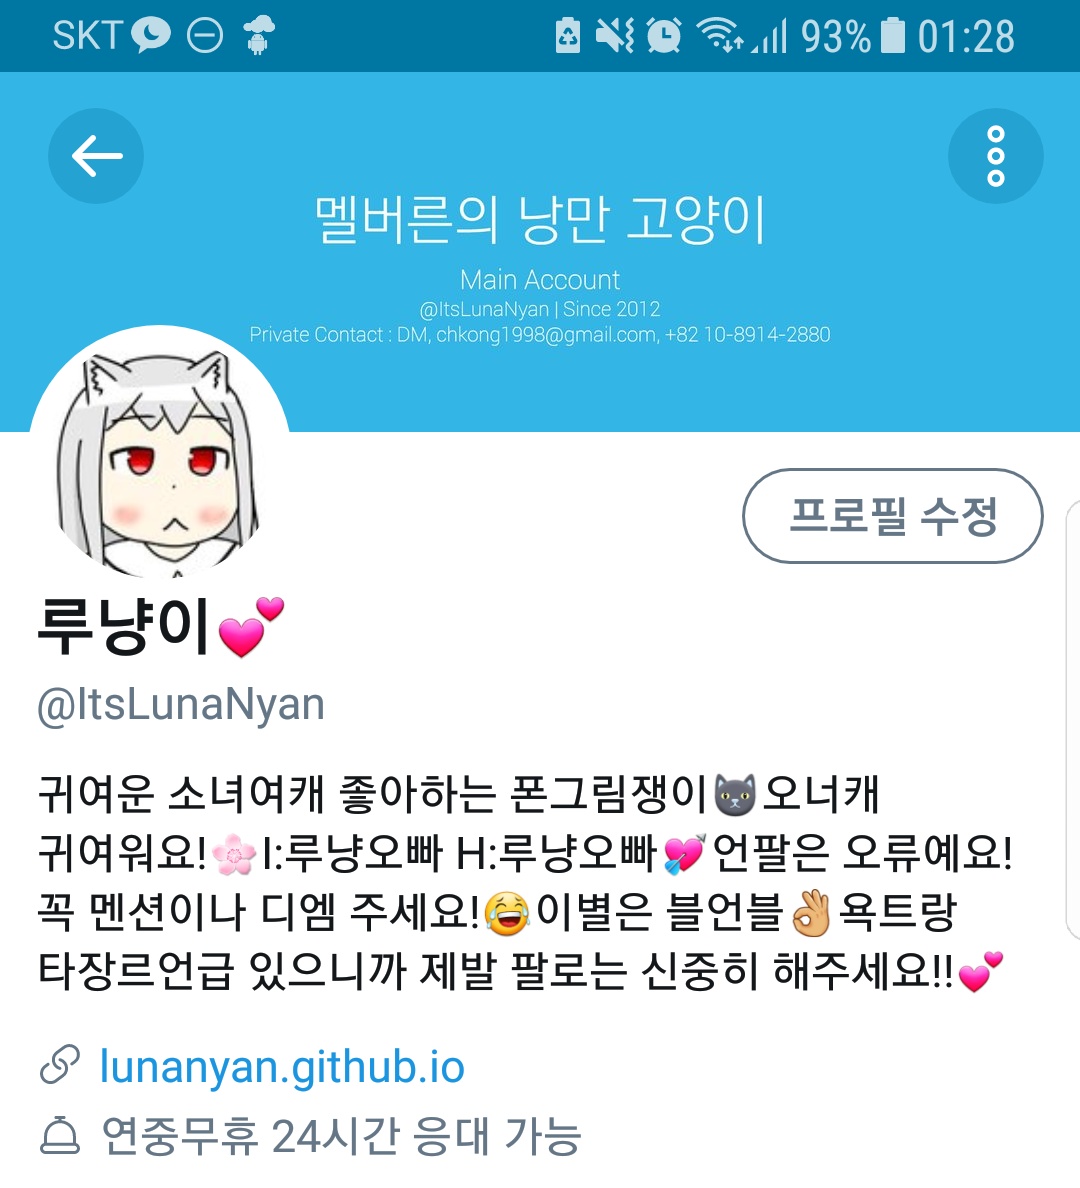 SKT 93% 01:28
멜버른의 낭만 고양이
Main Account
@ItsLunaNyan | Since 2012
Private Contact : DM, chkong1998@gmail.com, +82 10-8914-2880
프로필 수정
루냥이💕
@ItsLunaNyan
귀여운 소녀여캐 좋아하는 폰그림쟁이🐱오너캐
귀여워요!🌸I:루냥오빠 H:루냥오빠💘언팔은 오류예요!
꼭 멘션이나 디엠 주세요!😂이별은 블언블👌욕트랑
타장르언급 있으니까 제발 팔로는 신중히 해주세요!!💕
lunanyan.github.io
연중무휴 24시간 응대 가능